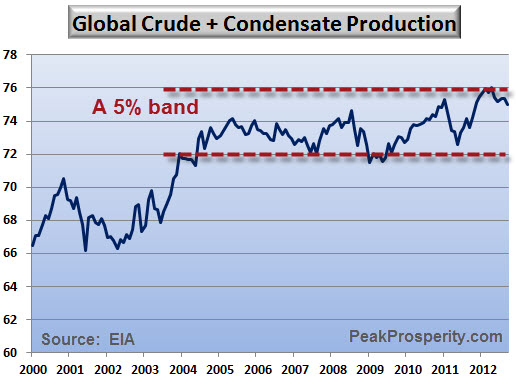 Global Crude + Condensate Production
78
76
74
72
70
68
66
64
62
60
A 5% band
Source: EIA
PeakProsperity.com
2000 2001 2002 2003 2004 2005 2006 2007 2008 2009 2010 2011 2012